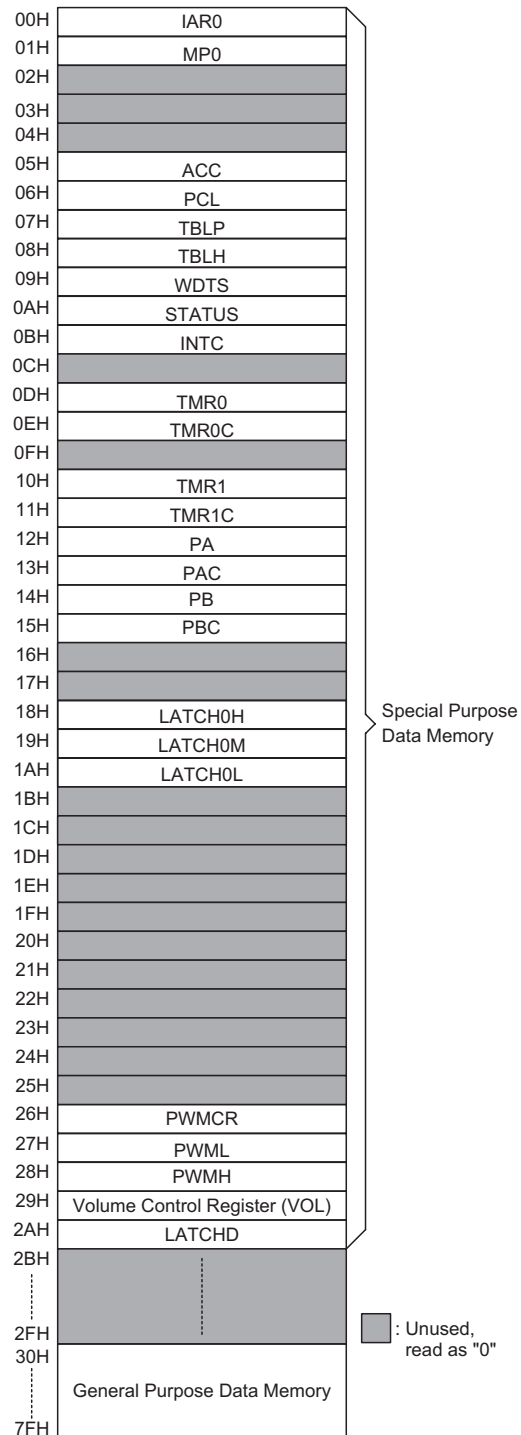 00H IAR0
01H MP0
02H
03H
04H
05H ACC
06H PCL
07H TBLP
08H TBLH
09H WDTS
0AH STATUS
0BH INTC
0CH
0DH TMR0
0EH TMR0C
0FH
10H TMR1
11H TMR1C
12H PA
13H PAC
14H PB
15H PBC
16H
17H
18H LATCH0H
19H LATCH0M
1AH LATCH0L
Special Purpose
Data Memory
1BH
1CH
1DH
1EH
1FH
20H
21H
22H
23H
24H
25H
26H PWMCR
27H PWML
28H PWMH
29H Volume Control Register (VOL)
2AH LATCHD
2BH
2FH
: Unused,
read as "0"
30H
General Purpose Data Memory
7FH